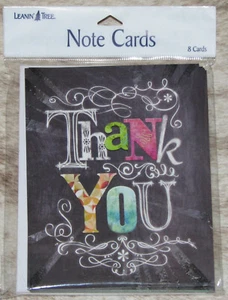 LEANIN' TREE
Note Cards
8 Cards
ThaNk
YOU